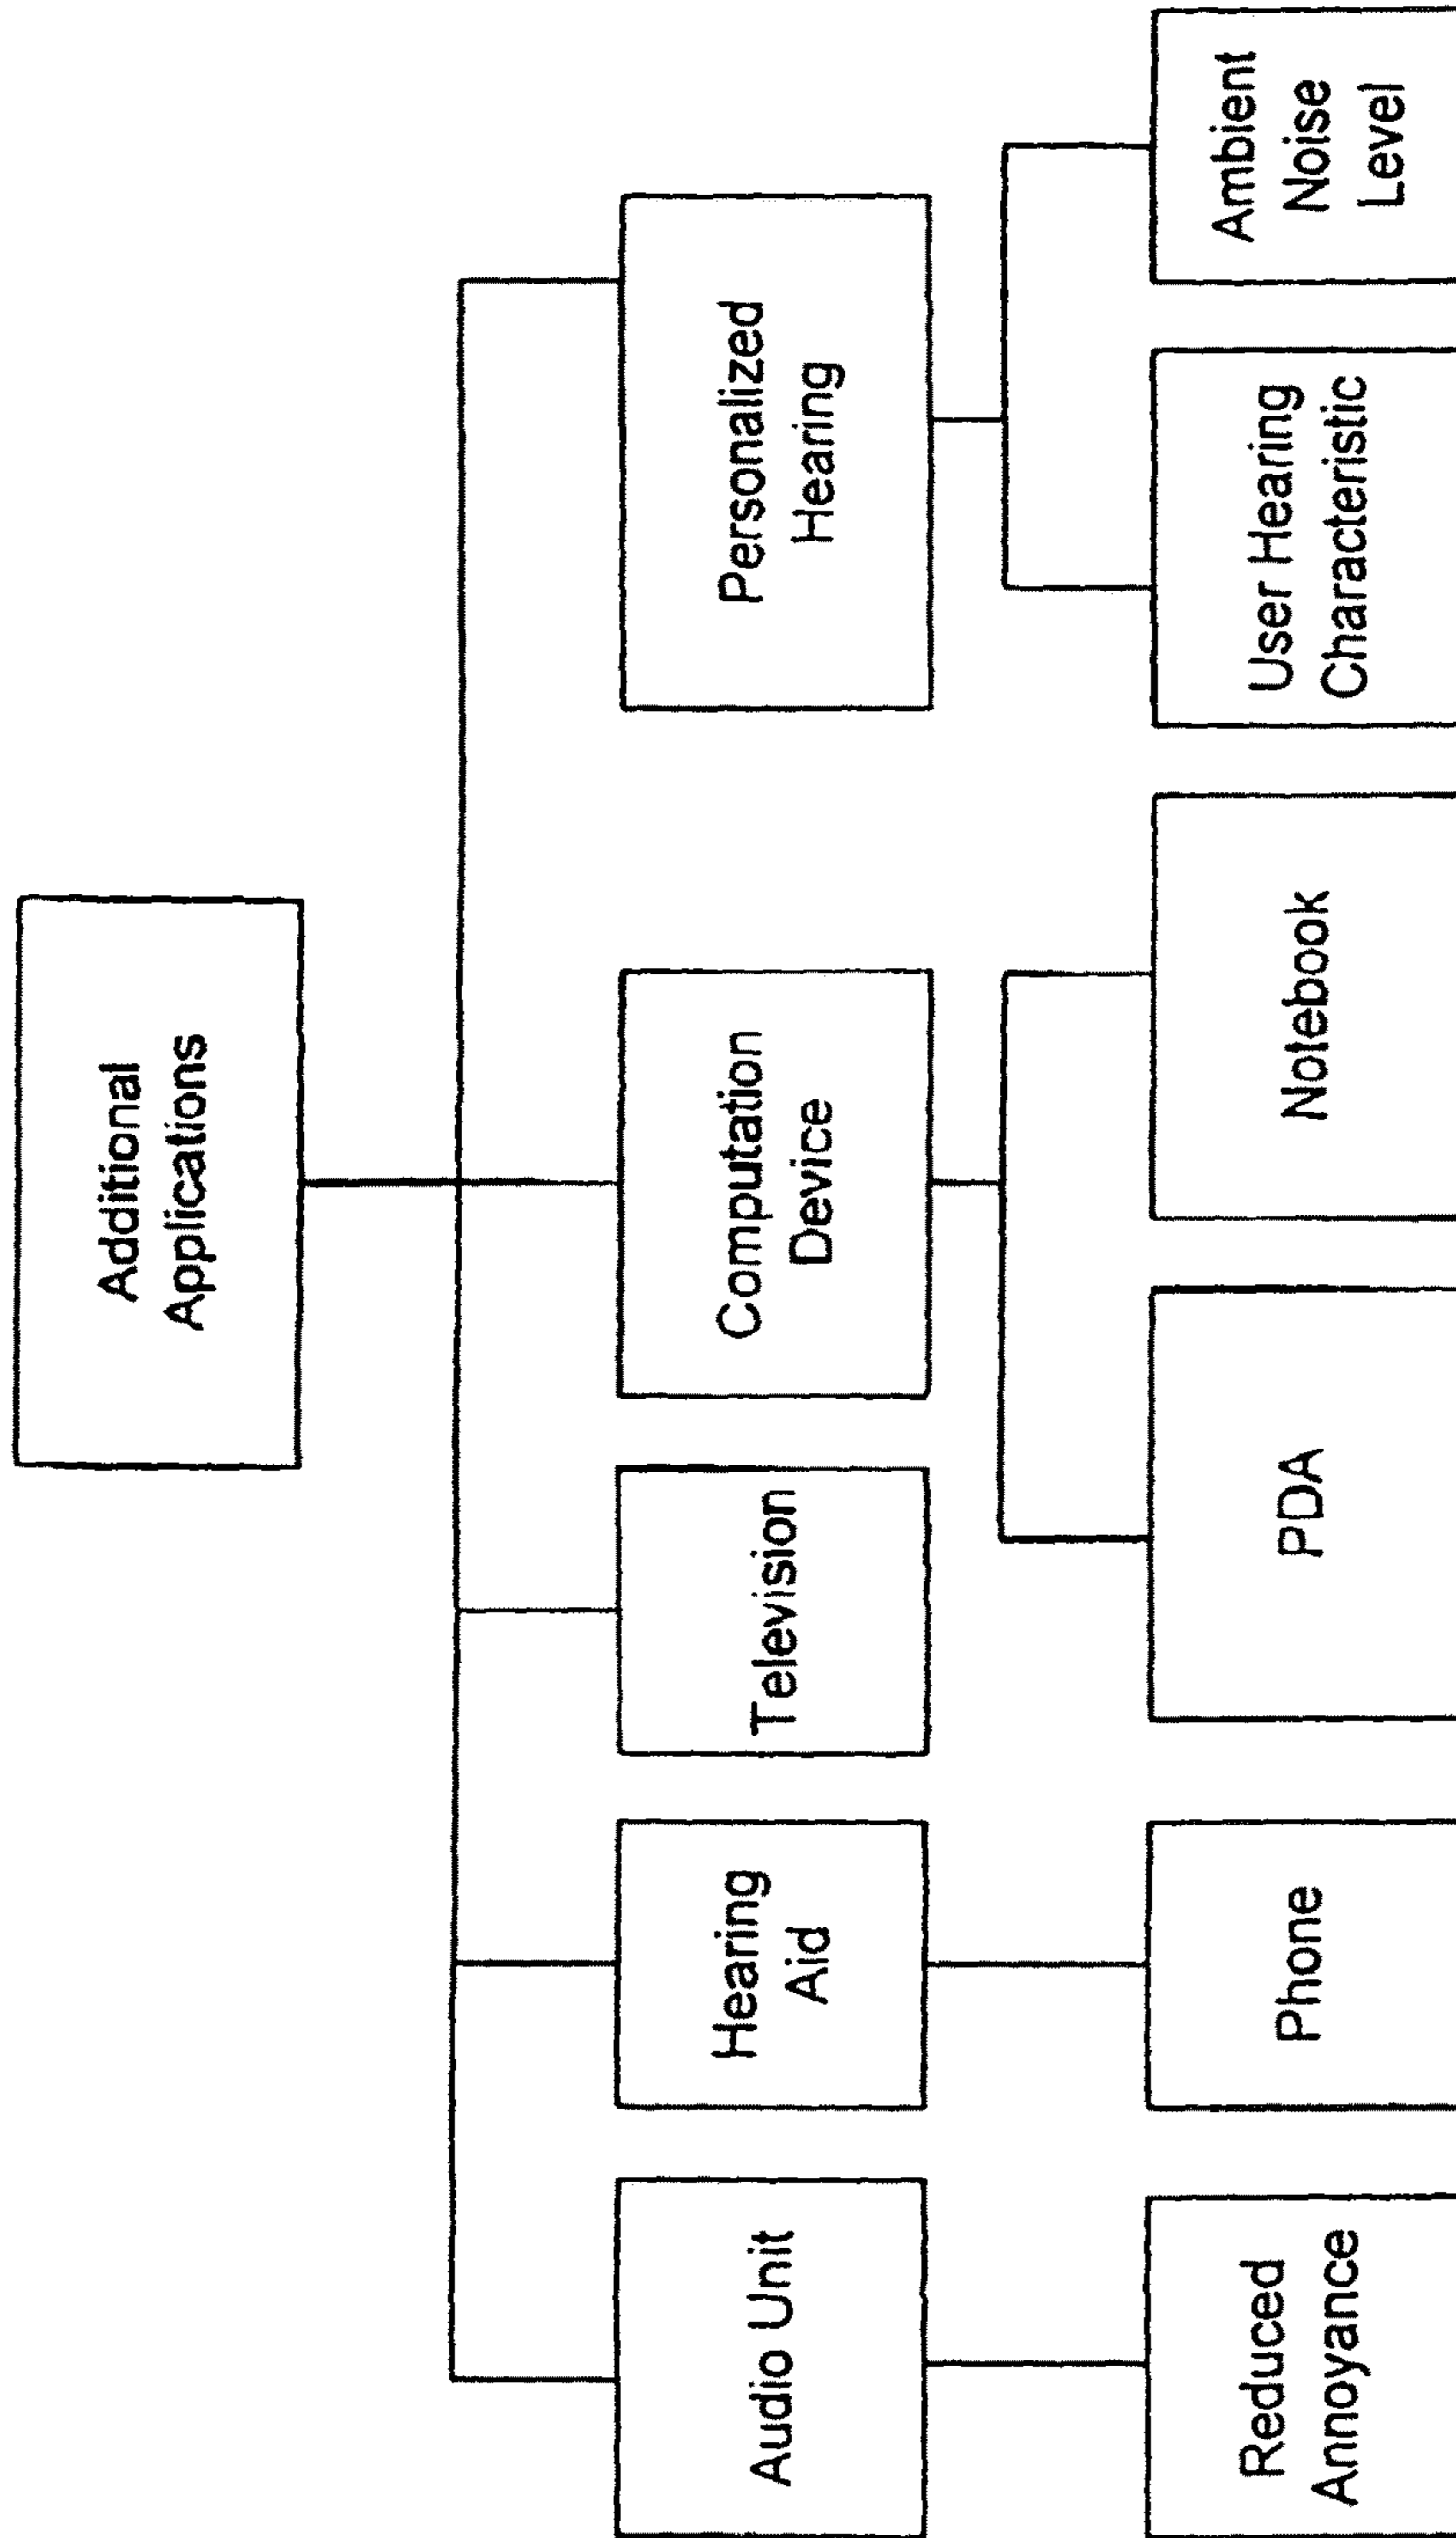 Additional
Applications
Audio Unit
Hearing
Aid
Television
Computation
Device
Personalized
Hearing
Reduced
Annoyance
Phone
PDA
Notebook
User Hearing
Characteristic
Ambient
Noise
Level